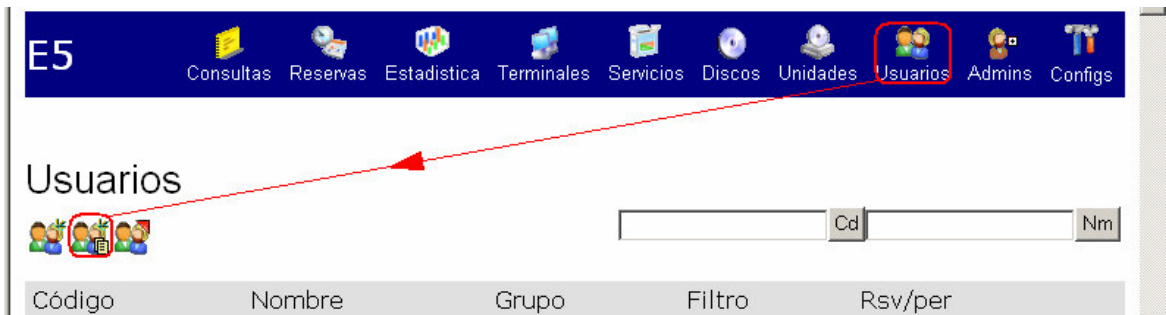 E5
Consultas Reservas Estadistica Terminales Servicios Discos Unidades Usuarios Admins Configs
Usuarios
Cd Nm
Código Nombre Grupo Filtro Rsv/per